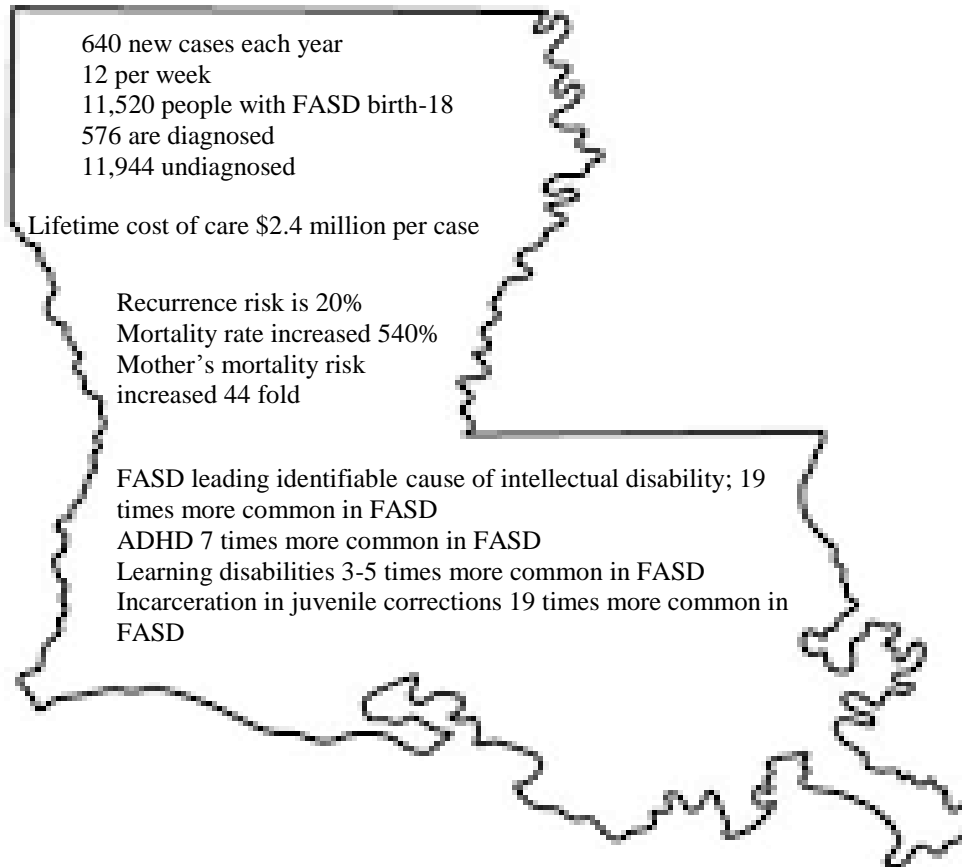 640 new cases each year
12 per week
11,520 people with FASD birth-18
576 are diagnosed
11,944 undiagnosed
Lifetime cost of care $2.4 million per case
Recurrence risk is 20%
Mortality rate increased 540%
Mother's mortality risk
increased 44 fold
FASD leading identifiable cause of intellectual disability; 19
times more common in FASD
ADHD 7 times more common in FASD
Learning disabilities 3-5 times more common in FASD
Incarceration in juvenile corrections 19 times more common in
FASD